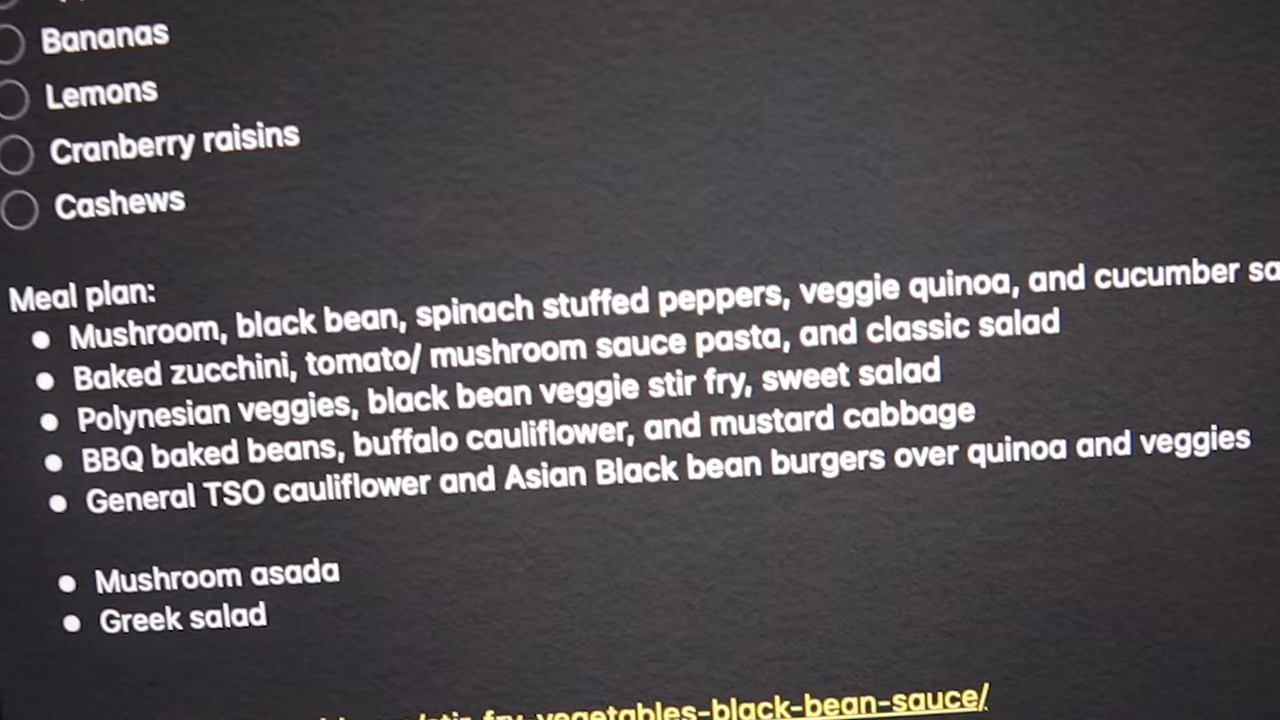 Bananas
Lemons
Cranberry raisins
Cashews
Meal plan:
Mushroom, black bean, spinach stuffed peppers, veggie quinoa, and cucumber
Baked zucchini, tomato/ mushroom sauce pasta, and classic salad
Polynesian veggies, black bean veggie stir fry, sweet salad
BBQ baked beans, buffalo cauliflower, and mustard cabbage
General TSO cauliflower and Asian Black bean burgers over quinoa and veggies
Mushroom asada
Greek salad
/stir-fry-vegetables-black-bean-sauce/